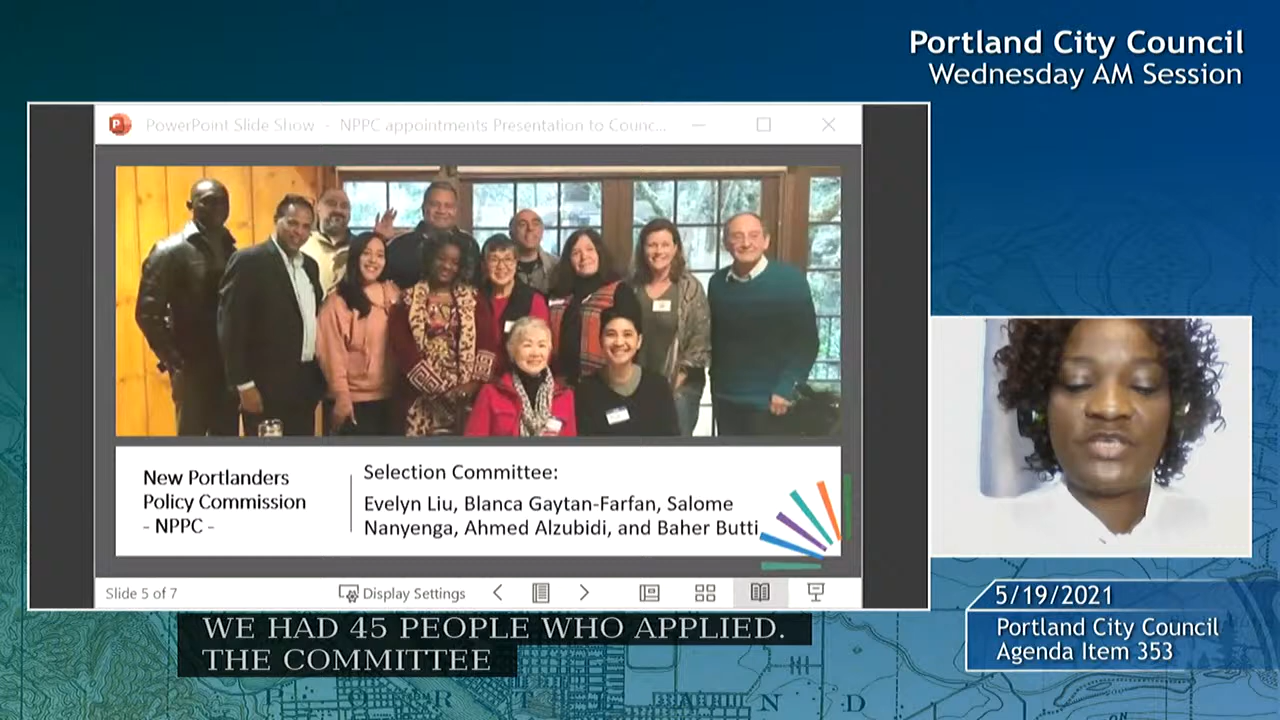 Portland City Council
Wednesday AM Session
PowerPoint Slide Show - NPPC appointments Presentation to Counc...
New Portlanders
Policy Commission
- NPPC -
Selection Committee:
Evelyn Liu, Blanca Gaytan-Farfan, Salome
Nanyenga, Ahmed Alzubidi, and Baher Butti
Slide 5 of 7
Display Settings
WE HAD 45 PEOPLE WHO APPLIED.
THE COMMITTEE
5/19/2021
Portland City Council
Agenda Item 353